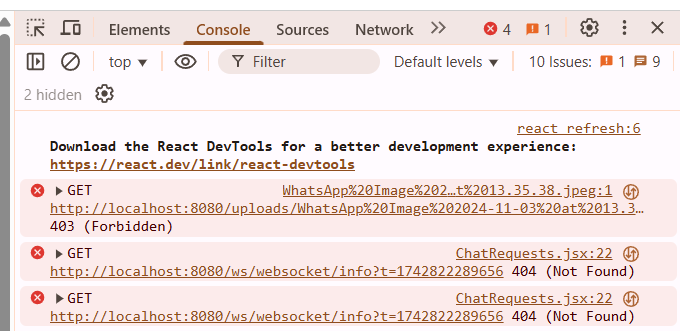 Elements Console Sources Network 4 1
top Filter Default levels 10 Issues: 1 9
2 hidden
react refresh:6
Download the React DevTools for a better development experience:
https://react.dev/link/react-devtools
GET WhatsApp%20Image%202…t%2013.35.38.jpeg:1
http://localhost:8080/uploads/WhatsApp%20Image%202024-11-03%20at%2013.3…
403 (Forbidden)
GET ChatRequests.jsx:22
http://localhost:8080/ws/websocket/info?t=1742822289656 404 (Not Found)
GET ChatRequests.jsx:22
http://localhost:8080/ws/websocket/info?t=1742822289656 404 (Not Found)